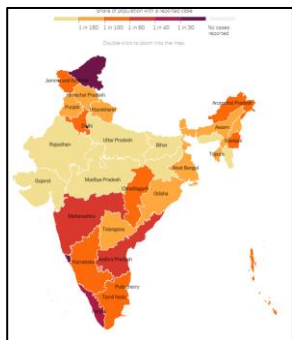 Share of population with a reported case
1 in 180 1 in 100 1 in 60 1 in 40 1 in 30 No cases
reported
Double-click to zoom into the map.
Jammu and Kashmir
Himachal Pradesh
Punjab
Uttarakhand
Delhi
Arunachal Pradesh
Rajasthan
Uttar Pradesh
Bihar
Assam
Manipur
Tripura
Gujarat
Madhya Pradesh
West Bengal
Chhattisgarh
Odisha
Maharashtra
Telangana
Karnataka
Andhra Pradesh
Puducherry
Tamil Nadu
Kerala